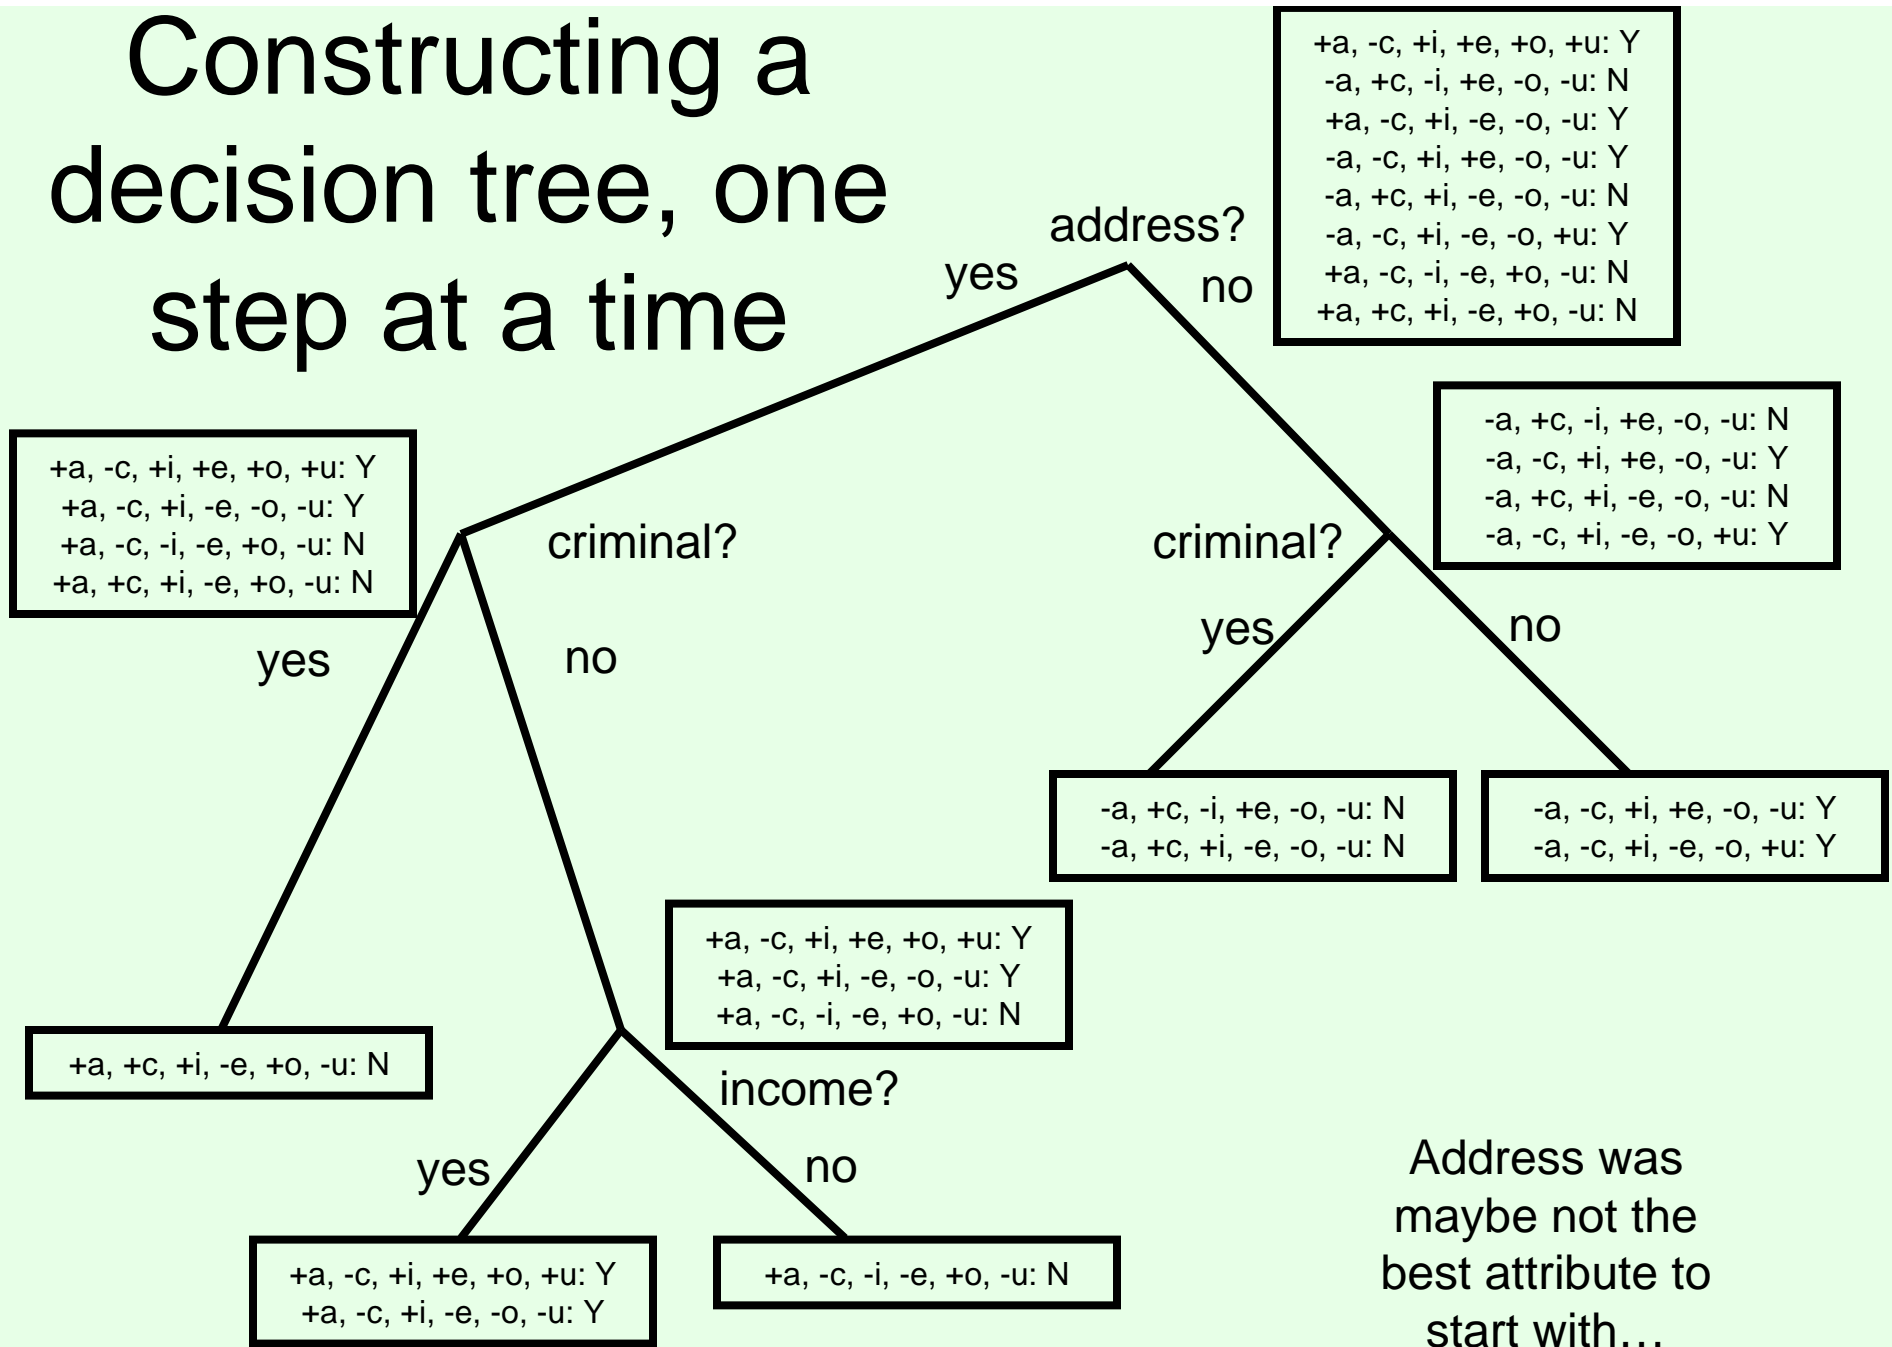 Constructing a
decision tree, one
step at a time
+a, -c, +i, +e, +o, +u: Y
-a, +c, -i, +e, -o, -u: N
+a, -c, +i, -e, -o, -u: Y
-a, -c, +i, +e, -o, -u: Y
-a, +c, +i, -e, -o, -u: N
-a, -c, +i, -e, -o, +u: Y
+a, -c, -i, -e, +o, -u: N
+a, +c, +i, -e, +o, -u: N
address?
yes
no
+a, -c, +i, +e, +o, +u: Y
+a, -c, +i, -e, -o, -u: Y
+a, -c, -i, -e, +o, -u: N
+a, +c, +i, -e, +o, -u: N
criminal?
yes
no
-a, +c, -i, +e, -o, -u: N
-a, -c, +i, +e, -o, -u: Y
-a, +c, +i, -e, -o, -u: N
-a, -c, +i, -e, -o, +u: Y
criminal?
yes
no
-a, +c, -i, +e, -o, -u: N
-a, +c, +i, -e, -o, -u: N
-a, -c, +i, +e, -o, -u: Y
-a, -c, +i, -e, -o, +u: Y
+a, -c, +i, +e, +o, +u: Y
+a, -c, +i, -e, -o, -u: Y
+a, -c, -i, -e, +o, -u: N
+a, +c, +i, -e, +o, -u: N
income?
yes
no
+a, -c, +i, +e, +o, +u: Y
+a, -c, +i, -e, -o, -u: Y
+a, -c, -i, -e, +o, -u: N
Address was
maybe not the
best attribute to
start with…